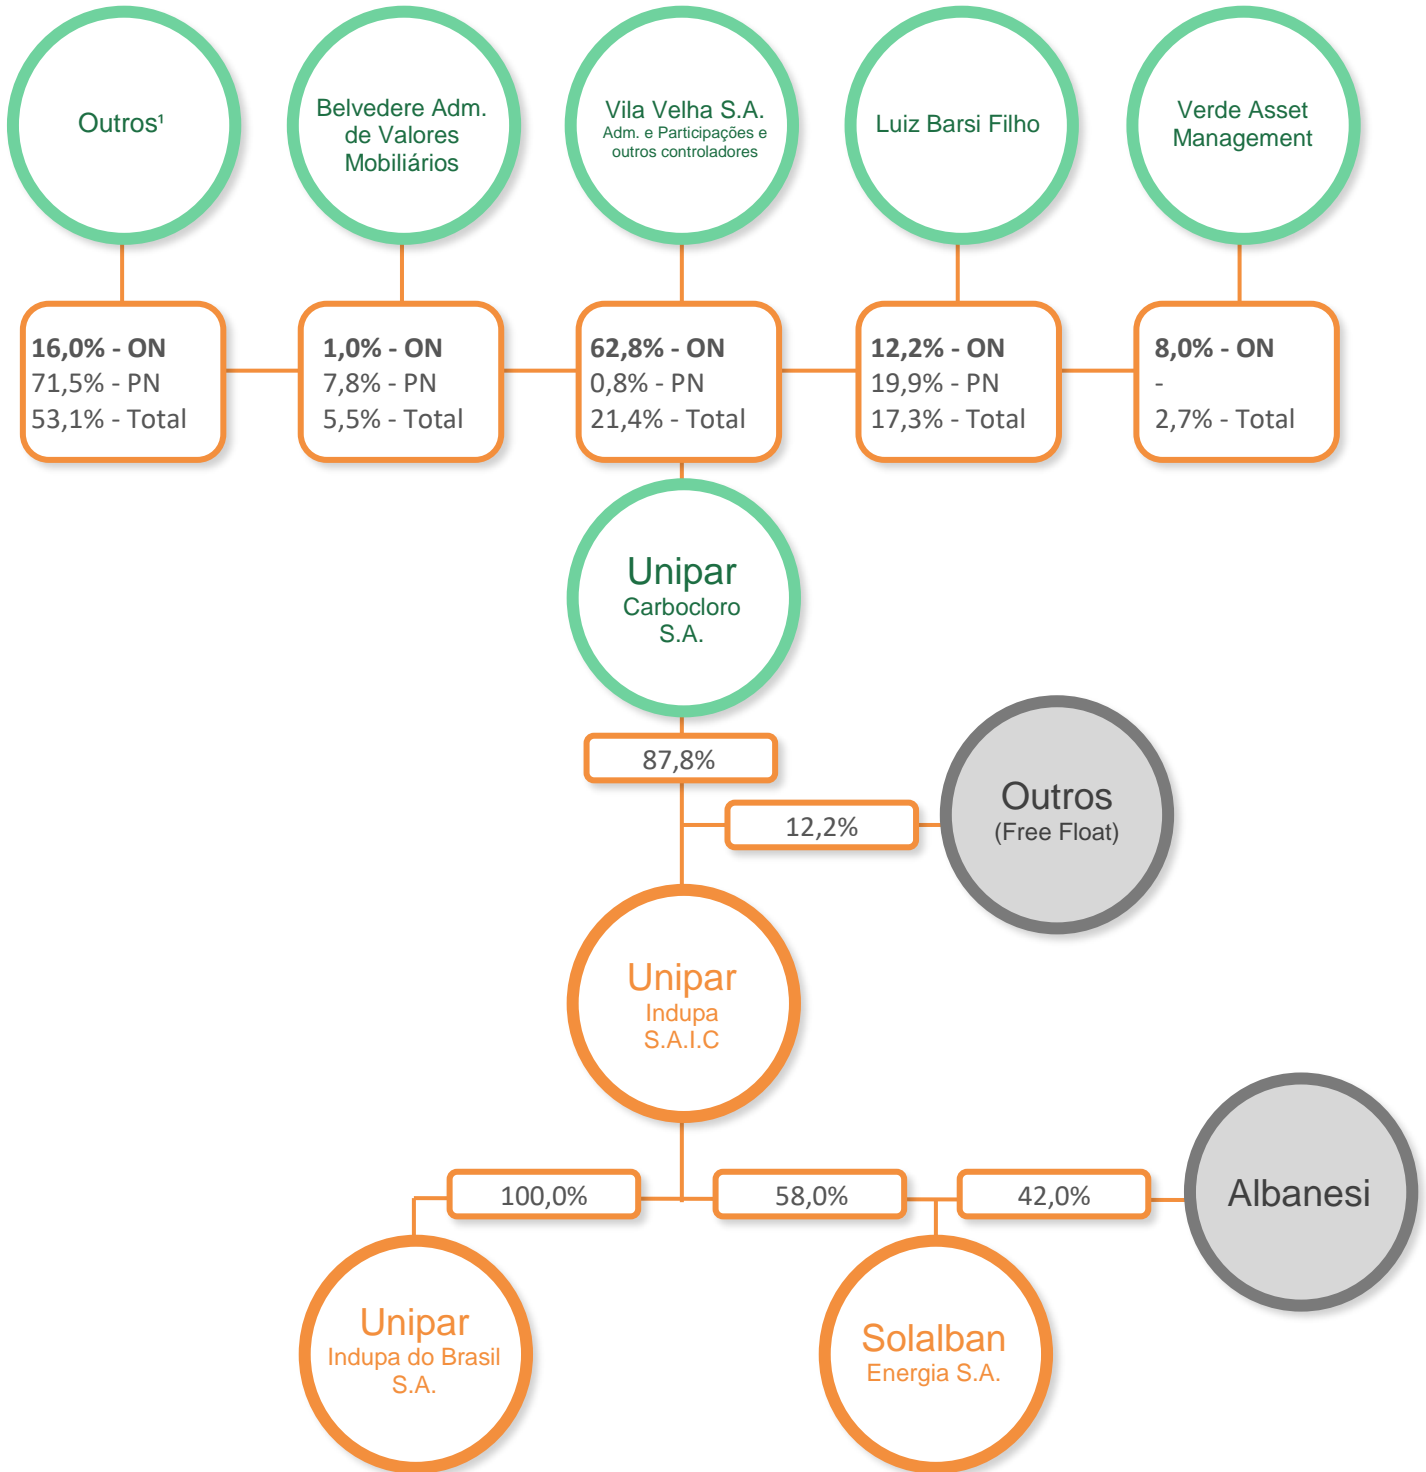 Outros¹
Belvedere Adm.
de Valores
Mobiliários
Vila Velha S.A.
Adm. e Participações e
outros controladores
Luiz Barsi Filho
Verde Asset
Management
16,0% - ON
71,5% - PN
53,1% - Total
1,0% - ON
7,8% - PN
5,5% - Total
62,8% - ON
0,8% - PN
21,4% - Total
12,2% - ON
19,9% - PN
17,3% - Total
8,0% - ON
-
2,7% - Total
Unipar
Carbocloro
S.A.
87,8%
12,2%
Outros
(Free Float)
Unipar
Indupa
S.A.I.C
100,0%
58,0%
42,0%
Albanesi
Unipar
Indupa do Brasil
S.A.
Solalban
Energia S.A.